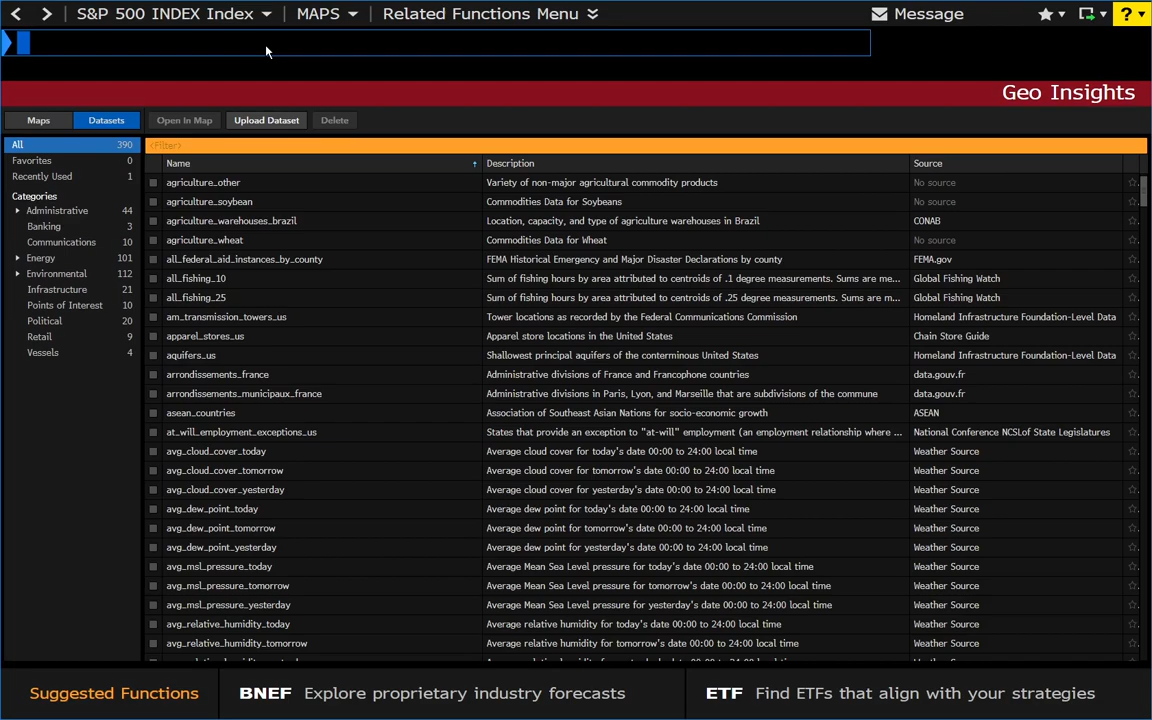 S&P 500 INDEX Index MAPS Related Functions Menu Message ?
Geo Insights
Maps Datasets Open In Map Upload Dataset Delete
All 390
Favorites 0
Recently Used 1
Categories
Administrative 44
Banking 3
Communications 10
Energy 101
Environmental 112
Infrastructure 21
Points of Interest 10
Political 20
Retail 9
Vessels 4
<Filter>
Name Description Source
agriculture_other Variety of non-major agricultural commodity products No source
agriculture_soybean Commodities Data for Soybeans No source
agriculture_warehouses_brazil Location, capacity, and type of agriculture warehouses in Brazil CONAB
agriculture_wheat Commodities Data for Wheat No source
all_federal_aid_instances_by_county FEMA Historical Emergency and Major Disaster Declarations by county FEMA.gov
all_fishing_10 Sum of fishing hours by area attributed to centroids of .1 degree measurements. Sums are me... Global Fishing Watch
all_fishing_25 Sum of fishing hours by area attributed to centroids of .25 degree measurements. Sums are m... Global Fishing Watch
am_transmission_towers_us Tower locations as recorded by the Federal Communications Commission Homeland Infrastructure Foundation-Level Data
apparel_stores_us Apparel store locations in the United States Chain Store Guide
aquifers_us Shallowest principal aquifers of the conterminous United States Homeland Infrastructure Foundation-Level Data
arrondissements_france Administrative divisions of France and Francophone countries data.gouv.fr
arrondissements_municipaux_france Administrative divisions in Paris, Lyon, and Marseille that are subdivisions of the commune data.gouv.fr
asean_countries Association of Southeast Asian Nations for socio-economic growth ASEAN
at_will_employment_exceptions_us States that provide an exception to "at-will" employment (an employment relationship where ... National Conference NCSLof State Legislatures
avg_cloud_cover_today Average cloud cover for today's date 00:00 to 24:00 local time Weather Source
avg_cloud_cover_tomorrow Average cloud cover for tomorrow's date 00:00 to 24:00 local time Weather Source
avg_cloud_cover_yesterday Average cloud cover for yesterday's date 00:00 to 24:00 local time Weather Source
avg_dew_point_today Average dew point for today's date 00:00 to 24:00 local time Weather Source
avg_dew_point_tomorrow Average dew point for tomorrow's date 00:00 to 24:00 local time Weather Source
avg_dew_point_yesterday Average dew point for yesterday's date 00:00 to 24:00 local time Weather Source
avg_msl_pressure_today Average Mean Sea Level pressure for today's date 00:00 to 24:00 local time Weather Source
avg_msl_pressure_tomorrow Average Mean Sea Level pressure for tomorrow's date 00:00 to 24:00 local time Weather Source
avg_msl_pressure_yesterday Average Mean Sea Level pressure for yesterday's date 00:00 to 24:00 local time Weather Source
avg_relative_humidity_today Average relative humidity for today's date 00:00 to 24:00 local time Weather Source
avg_relative_humidity_tomorrow Average relative humidity for tomorrow's date 00:00 to 24:00 local time Weather Source
Suggested Functions BNEF Explore proprietary industry forecasts ETF Find ETFs that align with your strategies